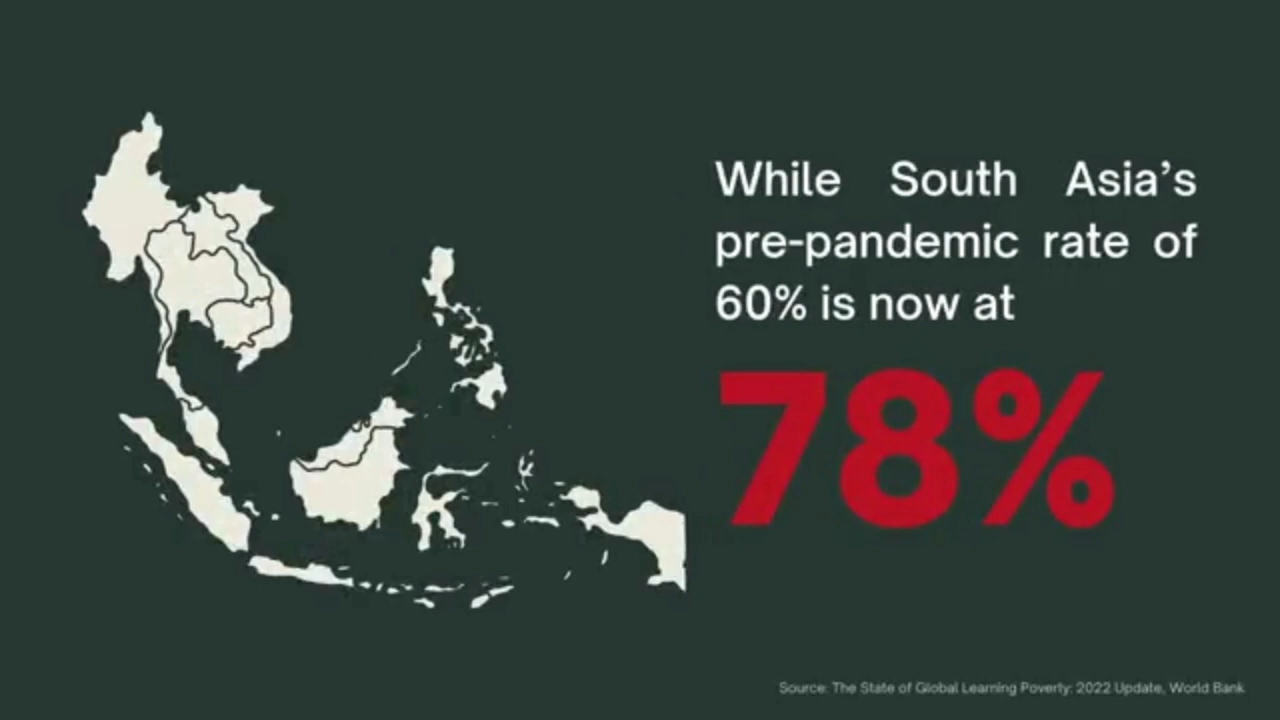 While South Asia’s
pre-pandemic rate of
60% is now at
78%
Source: The State of Global Learning Poverty: 2022 Update, World Bank